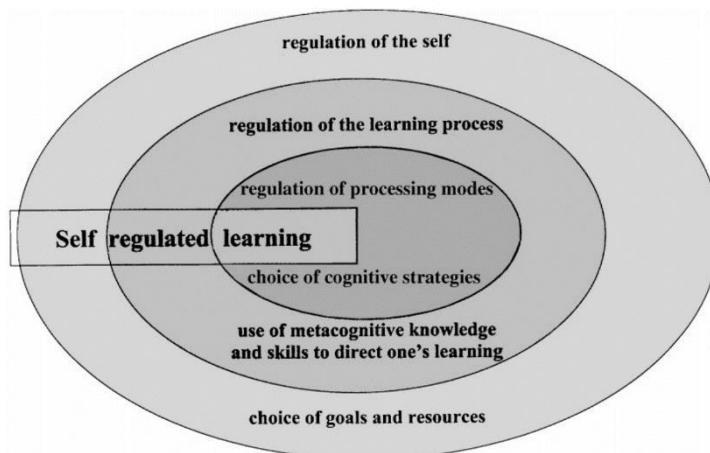 regulation of the self
regulation of the learning process
regulation of processing modes
Self regulated learning
choice of cognitive strategies
use of metacognitive knowledge
and skills to direct one's learning
choice of goals and resources